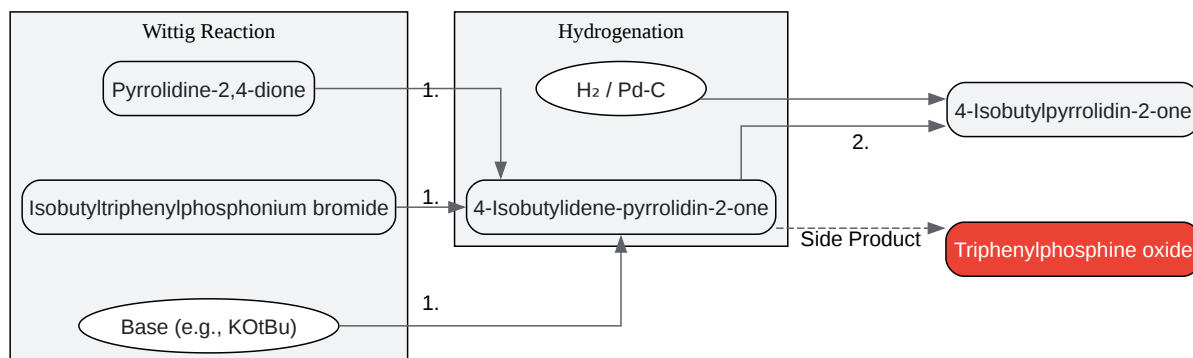 Wittig Reaction
Pyrrolidine-2,4-dione
1.
Isobutyltriphenylphosphonium bromide
1.
Base (e.g., KOtBu)
1.
Hydrogenation
H₂ / Pd-C
4-Isobutylidene-pyrrolidin-2-one
2.
4-Isobutylpyrrolidin-2-one
Side Product
Triphenylphosphine oxide